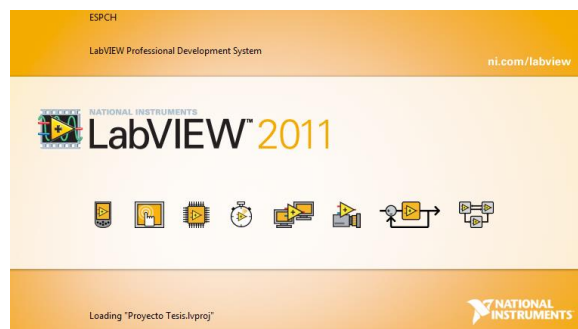 ESPCH
LabVIEW Professional Development System
ni.com/labview
NATIONAL INSTRUMENTS
LabVIEW™ 2011
Loading "Proyecto Tesis.lvproj"
NATIONAL
INSTRUMENTS